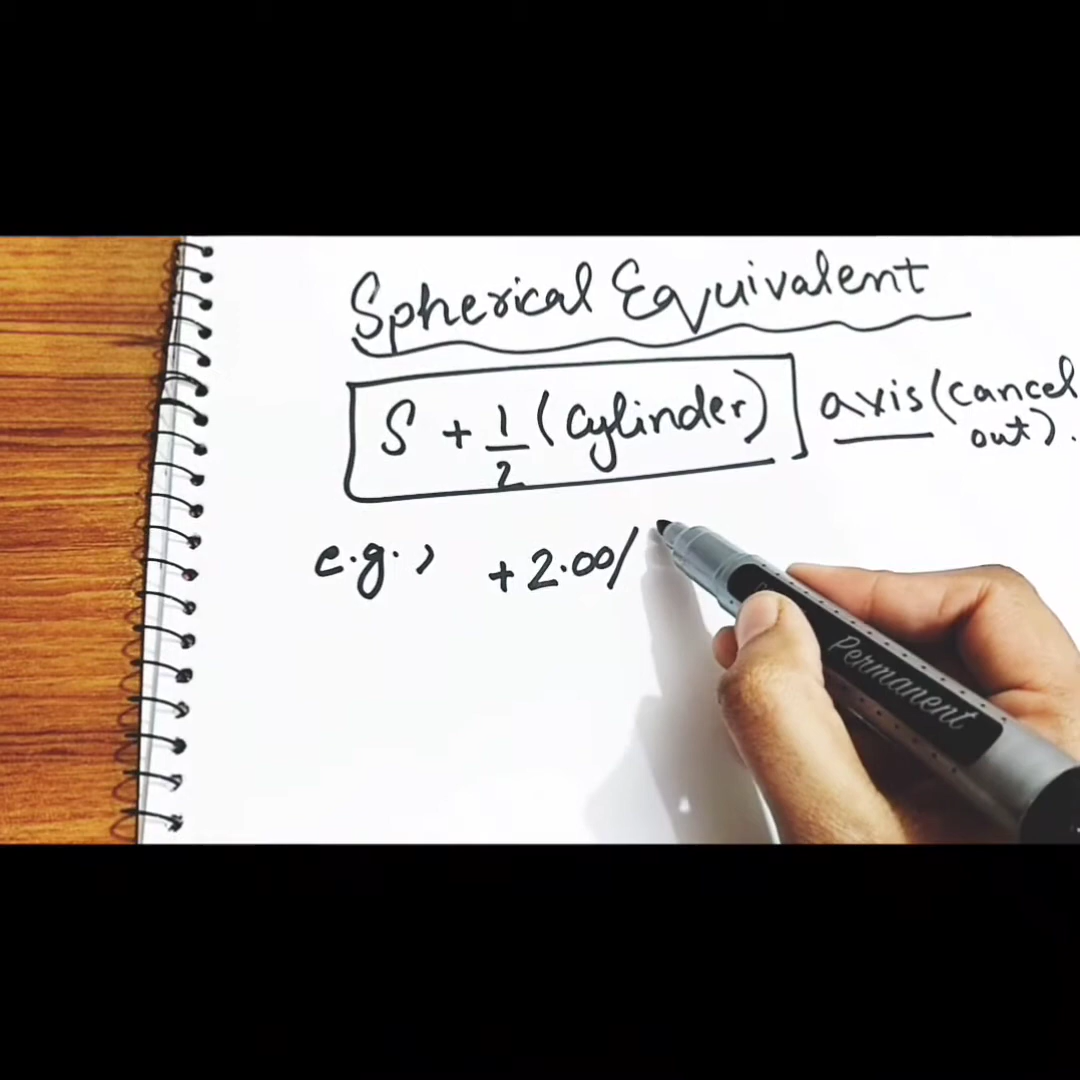 Spherical Equivalent
S + 1/2 (Cylinder) axis (cancel
out).
e.g., +2.00/
Permanent